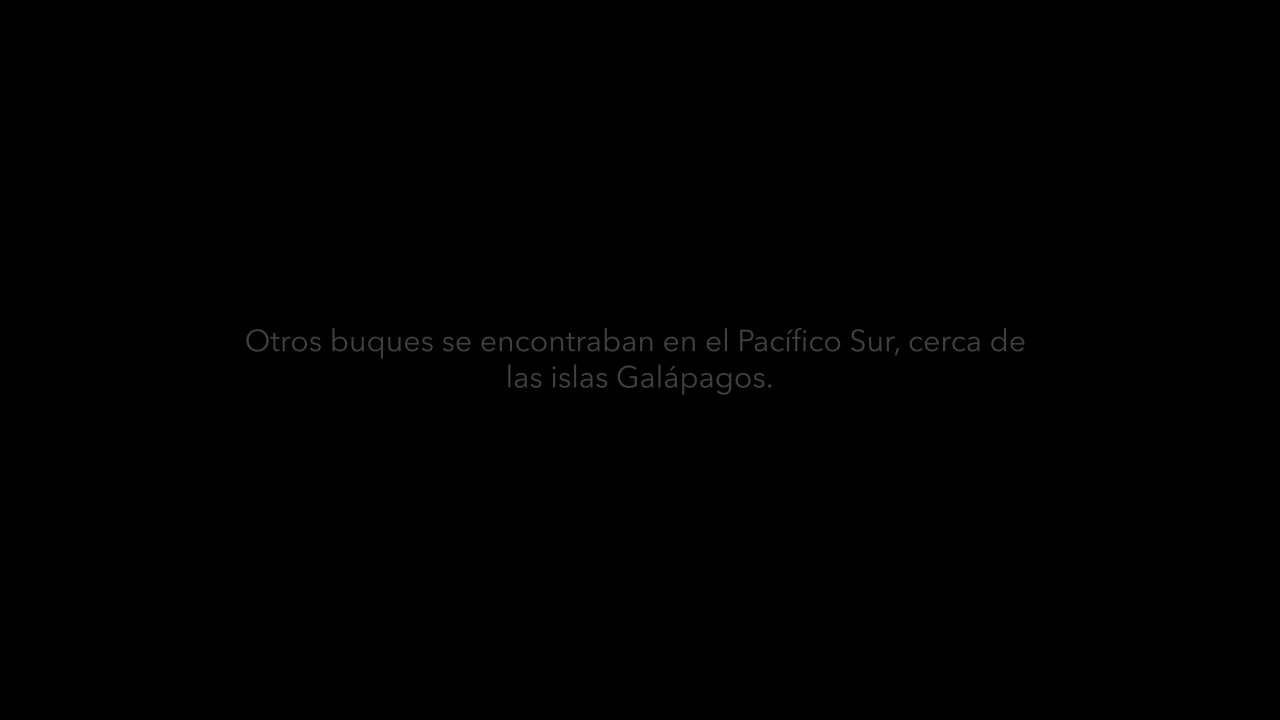 Otros buques se encontraban en el Pacífico Sur, cerca de
las islas Galápagos.